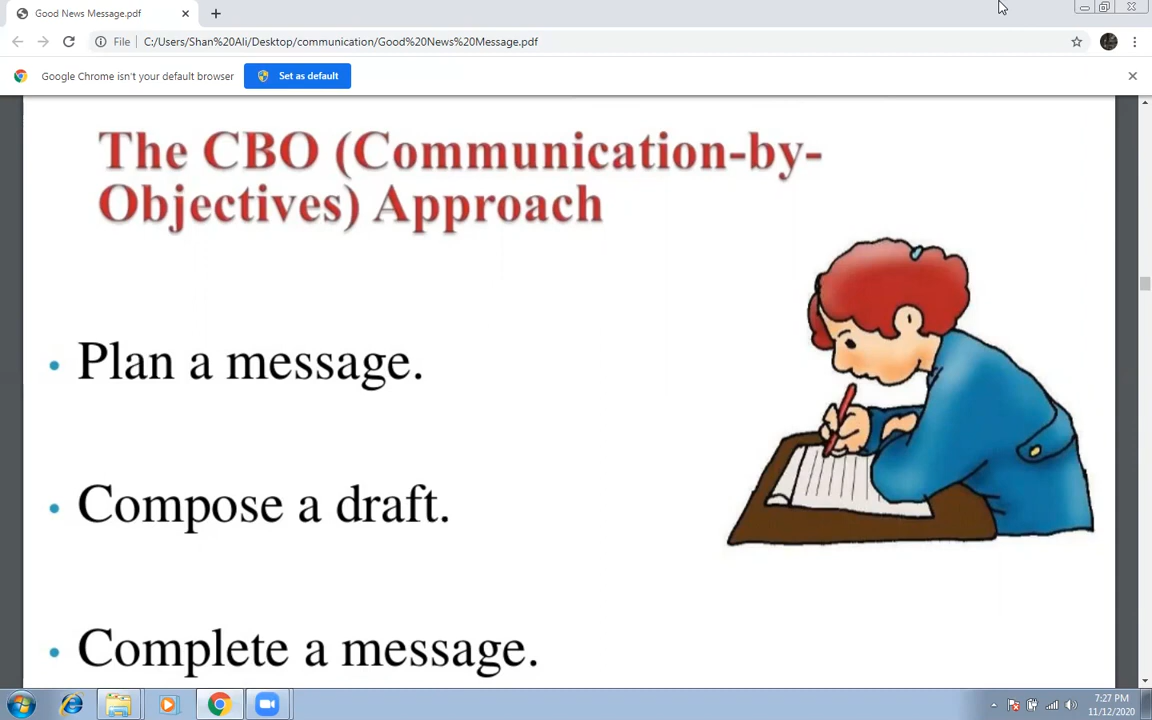 Good News Message.pdf
File
C:/Users/Shan%20Ali/Desktop/communication/Good%20News%20Message.pdf
Google Chrome isn't your default browser
Set as default
The CBO (Communication-by-
Objectives) Approach
• Plan a message.
• Compose a draft.
• Complete a message.
7:27 PM
11/12/2020